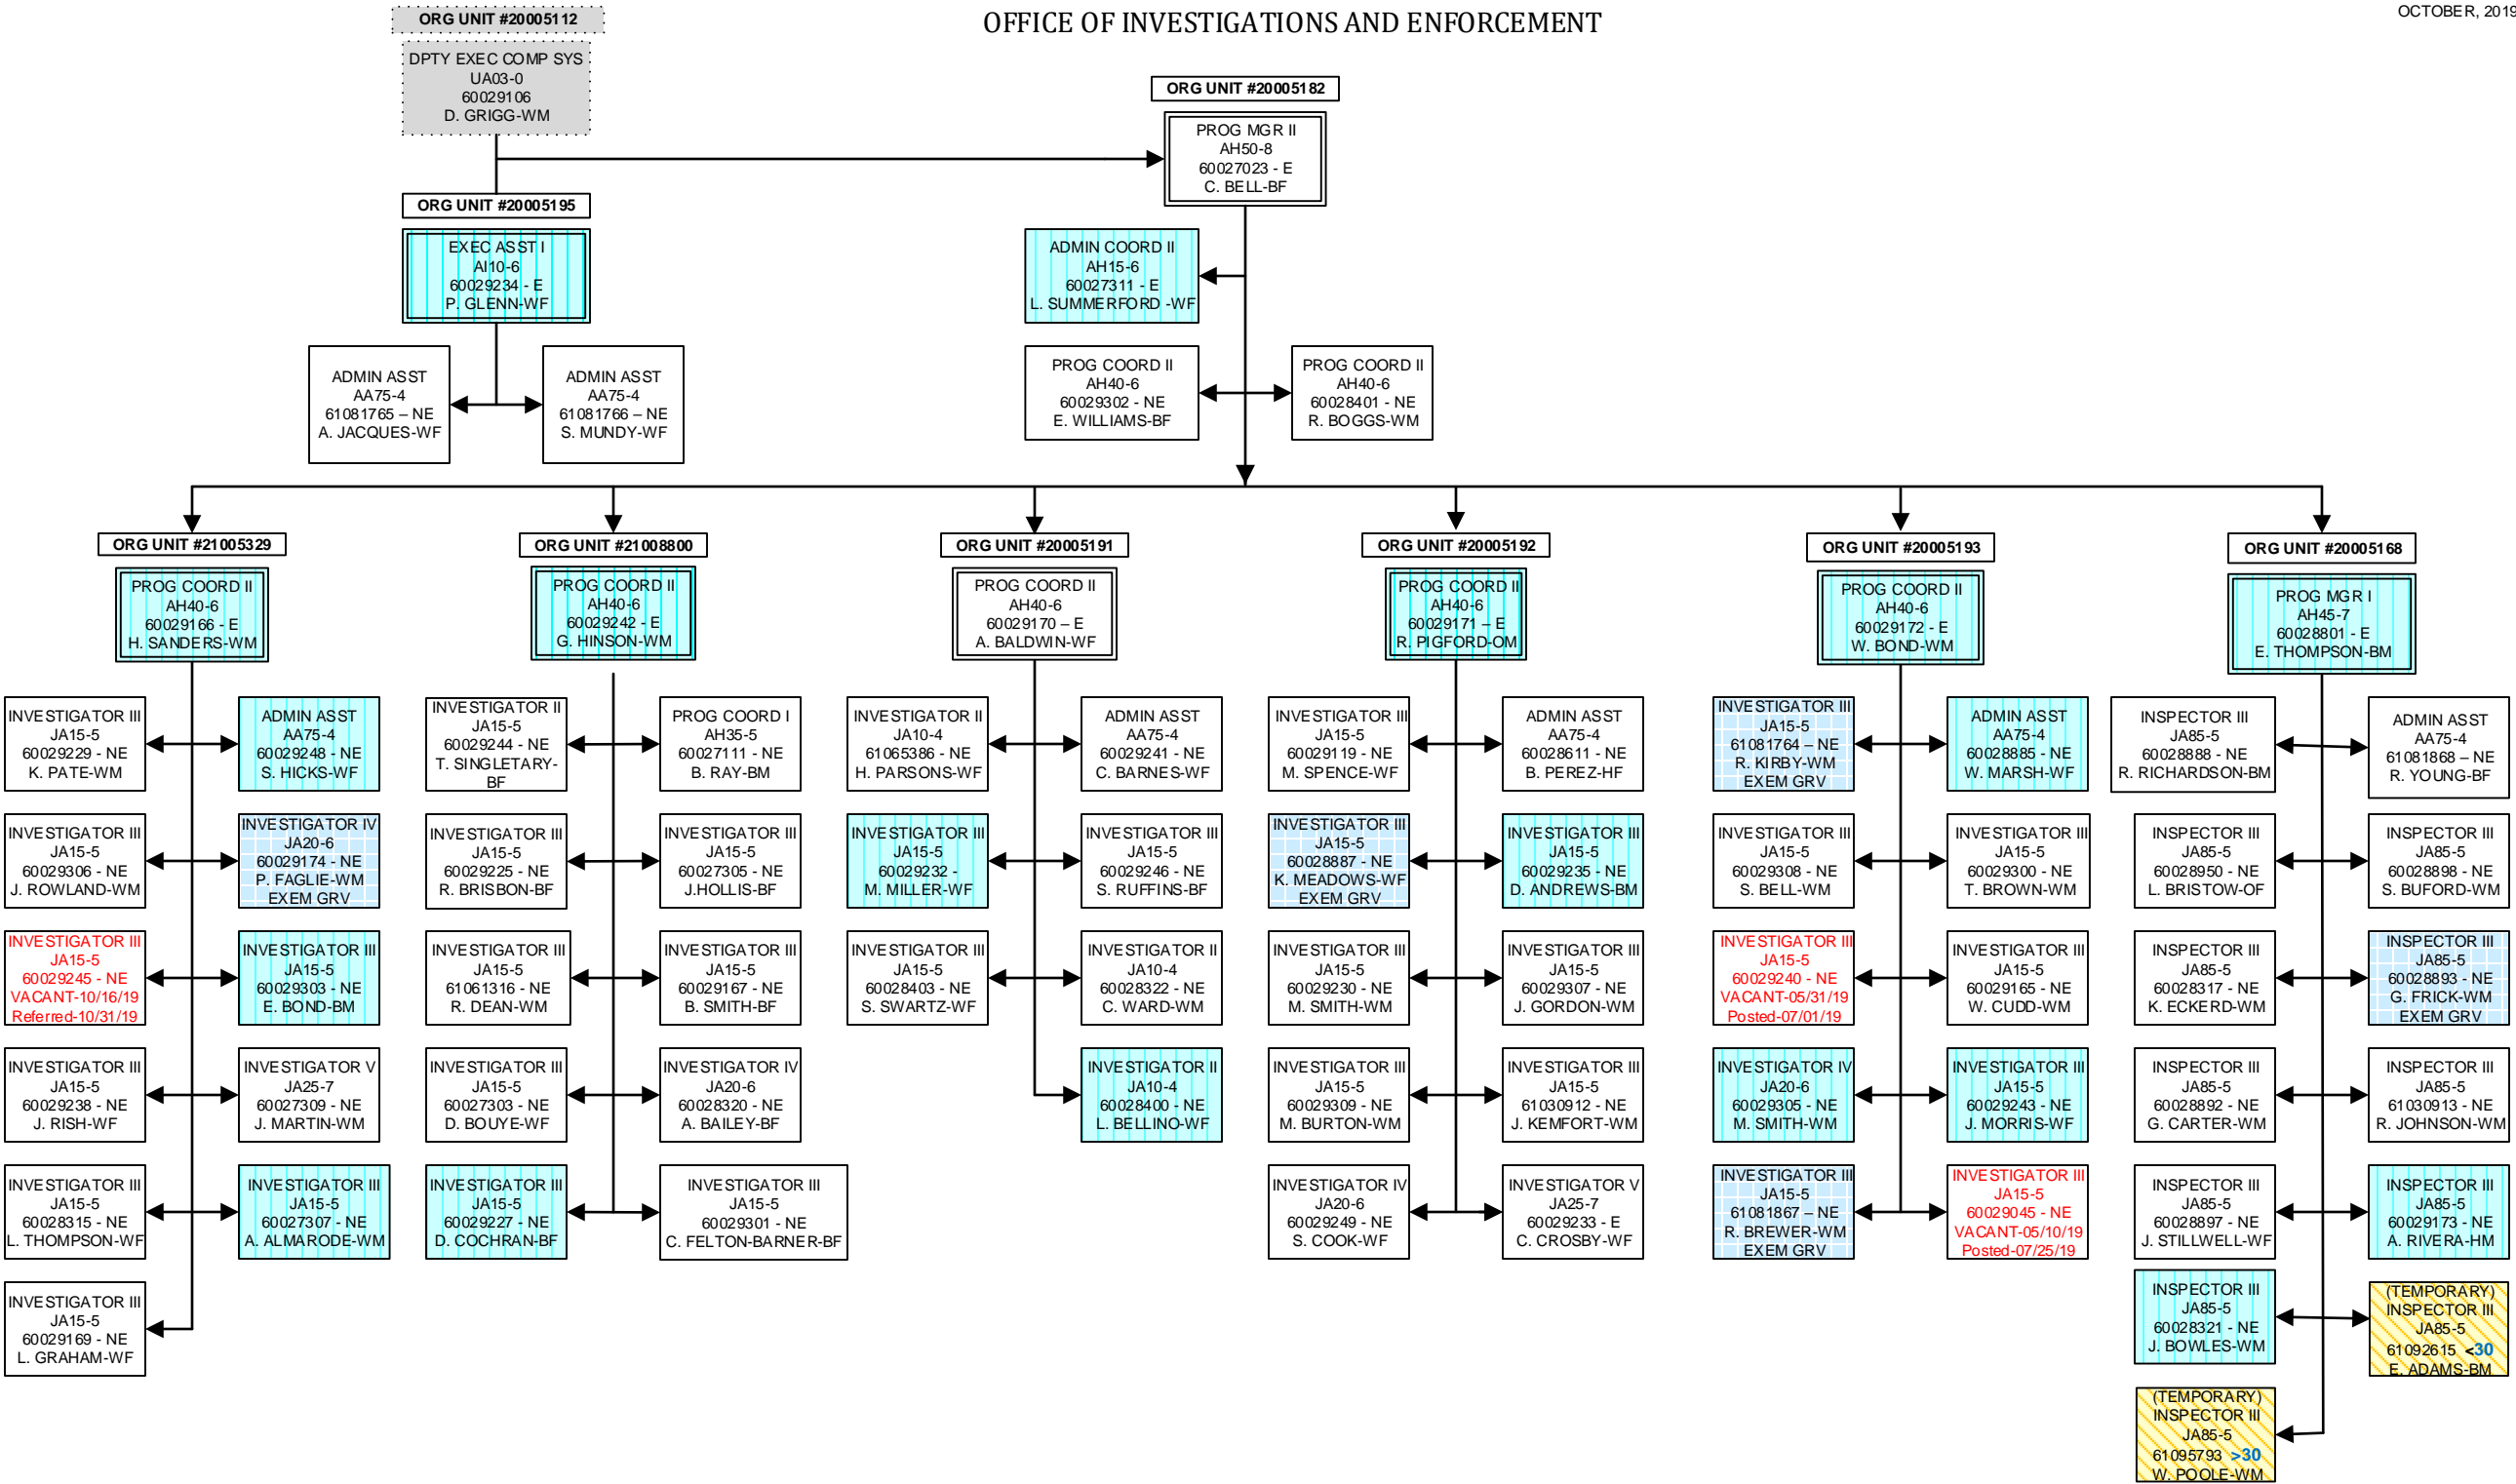 OFFICE OF INVESTIGATIONS AND ENFORCEMENT
OCTOBER, 2019
ORG UNIT #20005112
DPTY EXEC COMP SYS
UA03-0
60029106
D. GRIGG-WM
ORG UNIT #20005182
PROG MGR II
AH50-8
60027023 - E
C. BELL-BF
ORG UNIT #20005195
EXEC ASST I
AI10-6
60029234 - E
P. GLENN-WF
ADMIN COORD II
AH15-6
60027311 - E
L. SUMMERFORD -WF
ADMIN ASST
AA75-4
61081765 – NE
A. JACQUES-WF
ADMIN ASST
AA75-4
61081766 – NE
S. MUNDY-WF
PROG COORD II
AH40-6
60029302 - NE
E. WILLIAMS-BF
PROG COORD II
AH40-6
60028401 - NE
R. BOGGS-WM
ORG UNIT #21005329
PROG COORD II
AH40-6
60029166 - E
H. SANDERS-WM
INVESTIGATOR III
JA15-5
60029229 - NE
K. PATE-WM
ADMIN ASST
AA75-4
60029248 - NE
S. HICKS-WF
INVESTIGATOR III
JA15-5
60029306 - NE
J. ROWLAND-WM
INVESTIGATOR IV
JA20-6
60029174 - NE
P. FAGLIE-WM
EXEM GRV
INVESTIGATOR III
JA15-5
60029245 - NE
VACANT-10/16/19
Referred-10/31/19
INVESTIGATOR III
JA15-5
60029303 - NE
E. BOND-BM
INVESTIGATOR III
JA15-5
60029238 - NE
J. RISH-WF
INVESTIGATOR V
JA25-7
60027309 - NE
J. MARTIN-WM
INVESTIGATOR III
JA15-5
60028315 - NE
L. THOMPSON-WF
INVESTIGATOR III
JA15-5
60027307 - NE
A. ALMARODE-WM
INVESTIGATOR III
JA15-5
60029169 - NE
L. GRAHAM-WF
ORG UNIT #21008800
PROG COORD II
AH40-6
60029242 - E
G. HINSON-WM
INVESTIGATOR II
JA15-5
60029244 - NE
T. SINGLETARY-
BF
PROG COORD I
AH35-5
60027111 - NE
B. RAY-BM
INVESTIGATOR III
JA15-5
60029225 - NE
R. BRISBON-BF
INVESTIGATOR III
JA15-5
60027305 - NE
J.HOLLIS-BF
INVESTIGATOR III
JA15-5
61061316 - NE
R. DEAN-WM
INVESTIGATOR III
JA15-5
60029167 - NE
B. SMITH-BF
INVESTIGATOR III
JA15-5
60027303 - NE
D. BOUYE-WF
INVESTIGATOR IV
JA20-6
60028320 - NE
A. BAILEY-BF
INVESTIGATOR III
JA15-5
60029227 - NE
D. COCHRAN-BF
INVESTIGATOR III
JA15-5
60029301 - NE
C. FELTON-BARNER-BF
ORG UNIT #20005191
PROG COORD II
AH40-6
60029170 – E
A. BALDWIN-WF
INVESTIGATOR II
JA10-4
61065386 - NE
H. PARSONS-WF
ADMIN ASST
AA75-4
60029241 - NE
C. BARNES-WF
INVESTIGATOR III
JA15-5
60029232 -
M. MILLER-WF
INVESTIGATOR III
JA15-5
60029246 - NE
S. RUFFINS-BF
INVESTIGATOR III
JA15-5
60028403 - NE
S. SWARTZ-WF
INVESTIGATOR II
JA10-4
60028322 - NE
C. WARD-WM
INVESTIGATOR II
JA10-4
60028400 - NE
L. BELLINO-WF
ORG UNIT #20005192
PROG COORD II
AH40-6
60029171 – E
R. PIGFORD-OM
INVESTIGATOR III
JA15-5
60029119 - NE
M. SPENCE-WF
ADMIN ASST
AA75-4
60028611 - NE
B. PEREZ-HF
INVESTIGATOR III
JA15-5
60028887 - NE
K. MEADOWS-WF
EXEM GRV
INVESTIGATOR III
JA15-5
60029235 - NE
D. ANDREWS-BM
INVESTIGATOR III
JA15-5
60029230 - NE
M. SMITH-WM
INVESTIGATOR III
JA15-5
60029307 - NE
J. GORDON-WM
INVESTIGATOR III
JA15-5
60029309 - NE
M. BURTON-WM
INVESTIGATOR III
JA15-5
61030912 - NE
J. KEMFORT-WM
INVESTIGATOR IV
JA20-6
60029249 - NE
S. COOK-WF
INVESTIGATOR V
JA25-7
60029233 - E
C. CROSBY-WF
ORG UNIT #20005193
PROG COORD II
AH40-6
60029172 - E
W. BOND-WM
INVESTIGATOR III
JA15-5
61081764 – NE
R. KIRBY-WM
EXEM GRV
ADMIN ASST
AA75-4
60028885 - NE
W. MARSH-WF
INVESTIGATOR III
JA15-5
60029308 - NE
S. BELL-WM
INVESTIGATOR III
JA15-5
60029300 - NE
T. BROWN-WM
INVESTIGATOR III
JA15-5
60029240 - NE
VACANT-05/31/19
Posted-07/01/19
INVESTIGATOR III
JA15-5
60029165 - NE
W. CUDD-WM
INVESTIGATOR IV
JA20-6
60029305 - NE
M. SMITH-WM
INVESTIGATOR III
JA15-5
60029243 - NE
J. MORRIS-WF
INVESTIGATOR III
JA15-5
61081867 – NE
R. BREWER-WM
EXEM GRV
INVESTIGATOR III
JA15-5
60029045 - NE
VACANT-05/10/19
Posted-07/25/19
ORG UNIT #20005168
PROG MGR I
AH45-7
60028801 - E
E. THOMPSON-BM
INSPECTOR III
JA85-5
60028888 - NE
R. RICHARDSON-BM
ADMIN ASST
AA75-4
61081868 – NE
R. YOUNG-BF
INSPECTOR III
JA85-5
60028950 - NE
L. BRISTOW-OF
INSPECTOR III
JA85-5
60028898 - NE
S. BUFORD-WM
INSPECTOR III
JA85-5
60028317 - NE
K. ECKERD-WM
INSPECTOR III
JA85-5
60028893 - NE
G. FRICK-WM
EXEM GRV
INSPECTOR III
JA85-5
60028892 - NE
G. CARTER-WM
INSPECTOR III
JA85-5
61030913 - NE
R. JOHNSON-WM
INSPECTOR III
JA85-5
60028897 - NE
J. STILLWELL-WF
INSPECTOR III
JA85-5
60029173 - NE
A. RIVERA-HM
INSPECTOR III
JA85-5
60028321 - NE
J. BOWLES-WM
(TEMPORARY)
INSPECTOR III
JA85-5
61092615 <30
E. ADAMS-BM
(TEMPORARY)
INSPECTOR III
JA85-5
61095793 >30
W. POOLE-WM